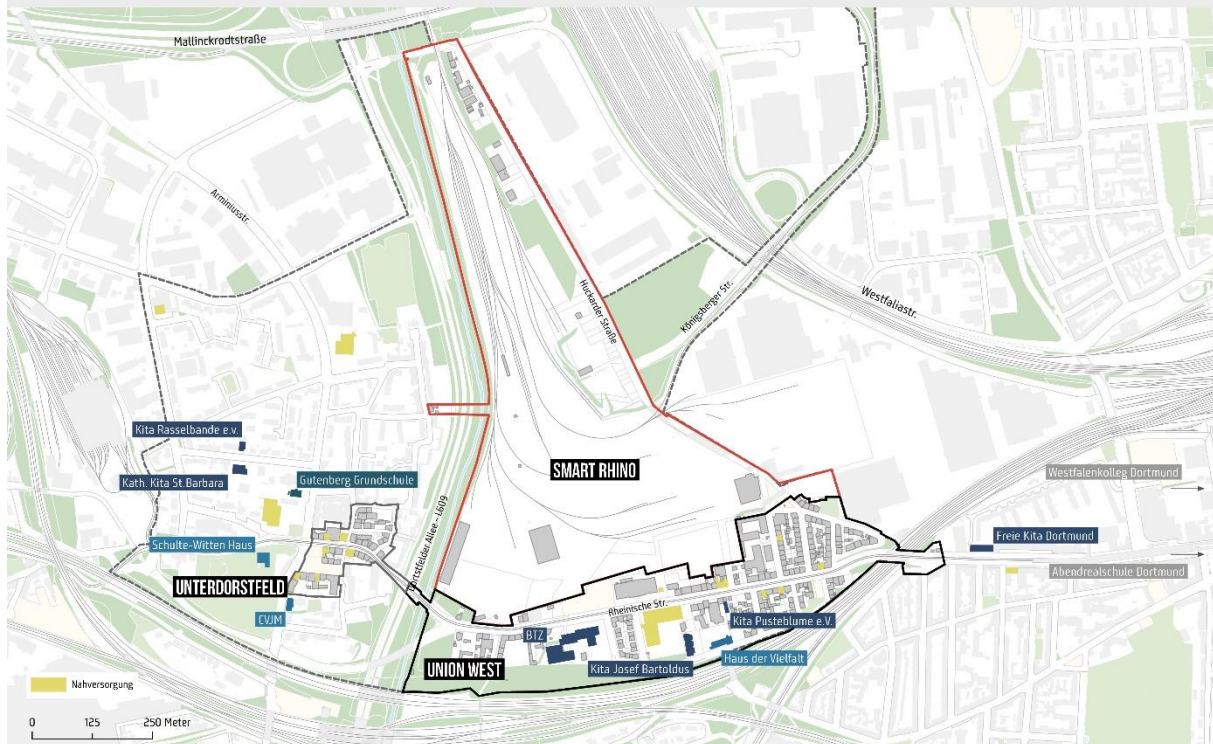 Mallinckrodtstraße
Arminiusstr.
Huckarder Straße
Königsberger Str.
Westfaliastr.
Kita Rasselbande e.v.
Kath. Kita St.Barbara
Gutenberg Grundschule
SMART RHINO
Westfalenkolleg Dortmund
Schulte-Witten Haus
Dortstfelder Allee - L609
Freie Kita Dortmund
UNTERDORSTFELD
Abendrealschule Dortmund
CVJM
Rheinische Str.
Kita Pusteblume e.V.
BTZ
UNION WEST
Kita Josef Bartoldus
Haus der Vielfalt
Nahversorgung
0 125 250 Meter